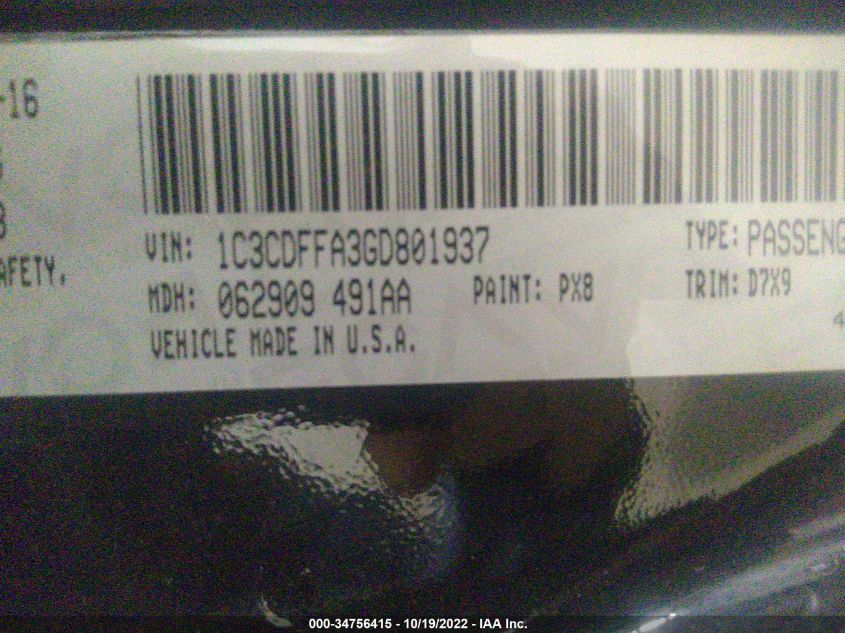 -16
AFETY.
VIN: 1C3CDFFA3GD801937 TYPE: PASSENG
MDH: 062909 491AA PAINT: PX8 TRIM: D7X9
VEHICLE MADE IN U.S.A. 4
000-34756415 - 10/19/2022 - IAA Inc.